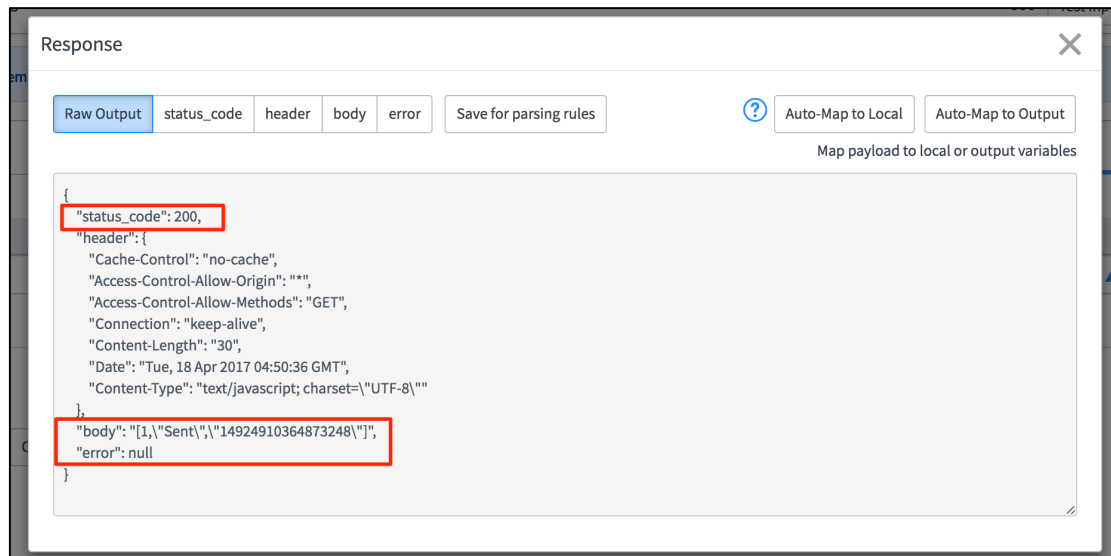 Response
Raw Output status_code header body error Save for parsing rules ? Auto-Map to Local Auto-Map to Output
Map payload to local or output variables
{
"status_code": 200,
"header": {
"Cache-Control": "no-cache",
"Access-Control-Allow-Origin": "*",
"Access-Control-Allow-Methods": "GET",
"Connection": "keep-alive",
"Content-Length": "30",
"Date": "Tue, 18 Apr 2017 04:50:36 GMT",
"Content-Type": "text/javascript; charset=\"UTF-8\""
},
"body": "[1,\"Sent\",\"14924910364873248\"]",
"error": null
}